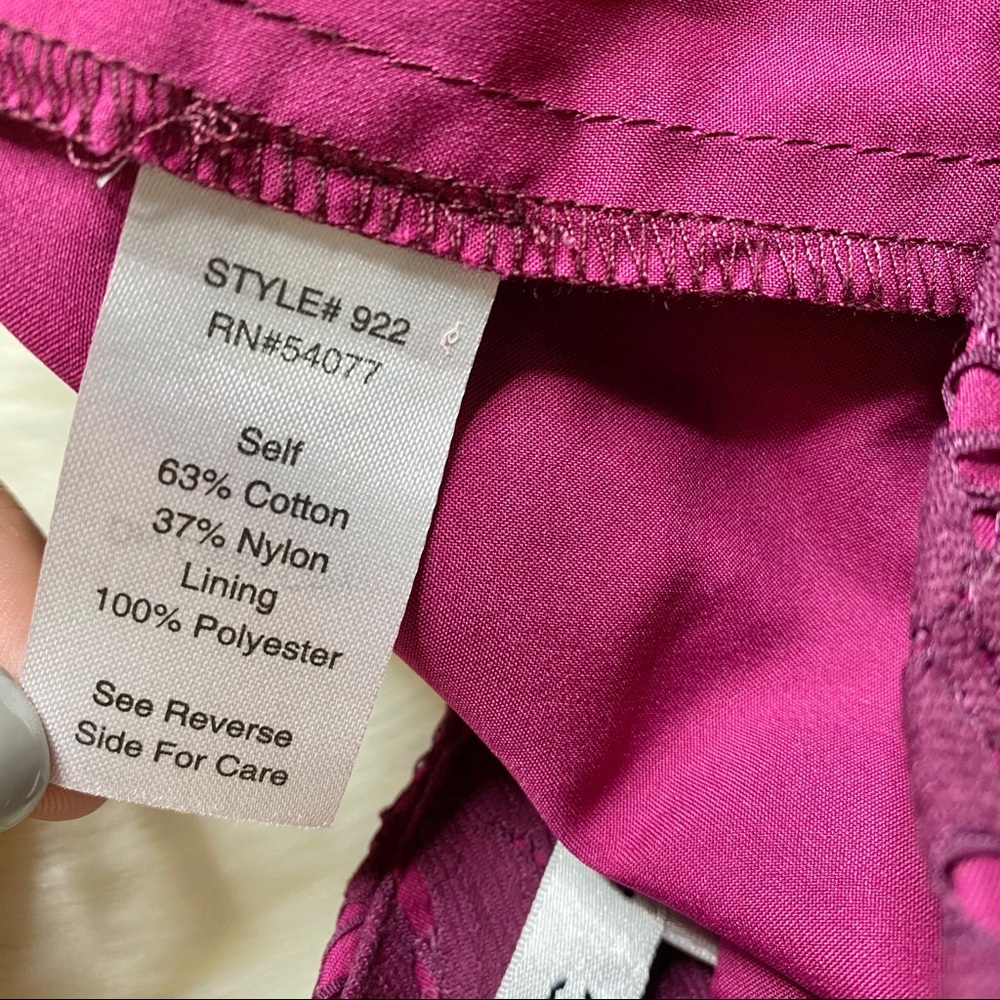 STYLE# 922
RN#54077
Self
63% Cotton
37% Nylon
Lining
100% Polyester
See Reverse
Side For Care